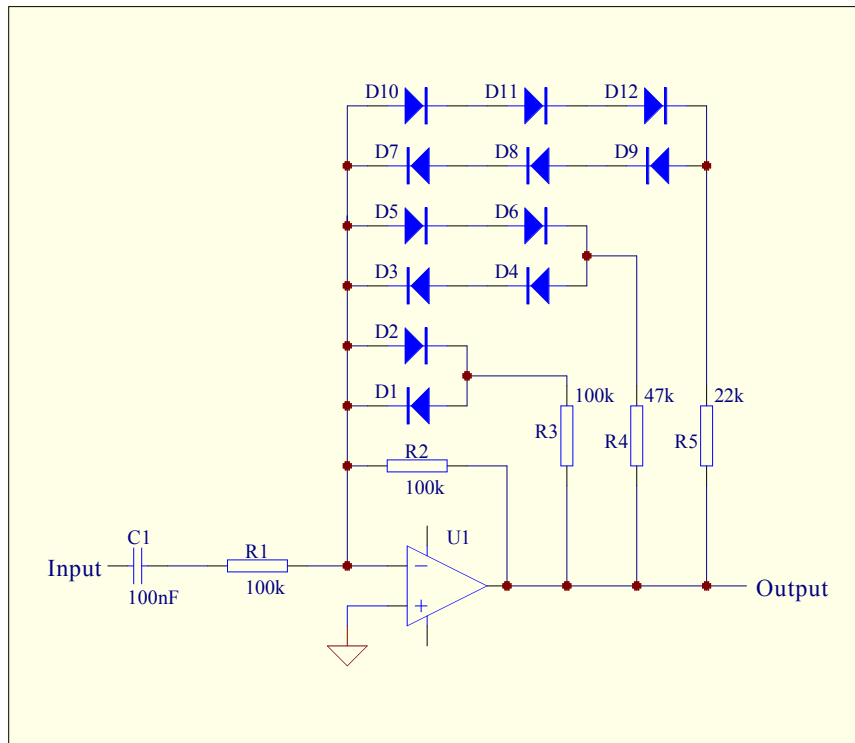 D10 D11 D12
D7 D8 D9
D5 D6
D3 D4
D2
D1
100k 47k 22k
R3 R4 R5
R2
100k
C1
U1
R1
Input
−
100nF
100k
+
Output